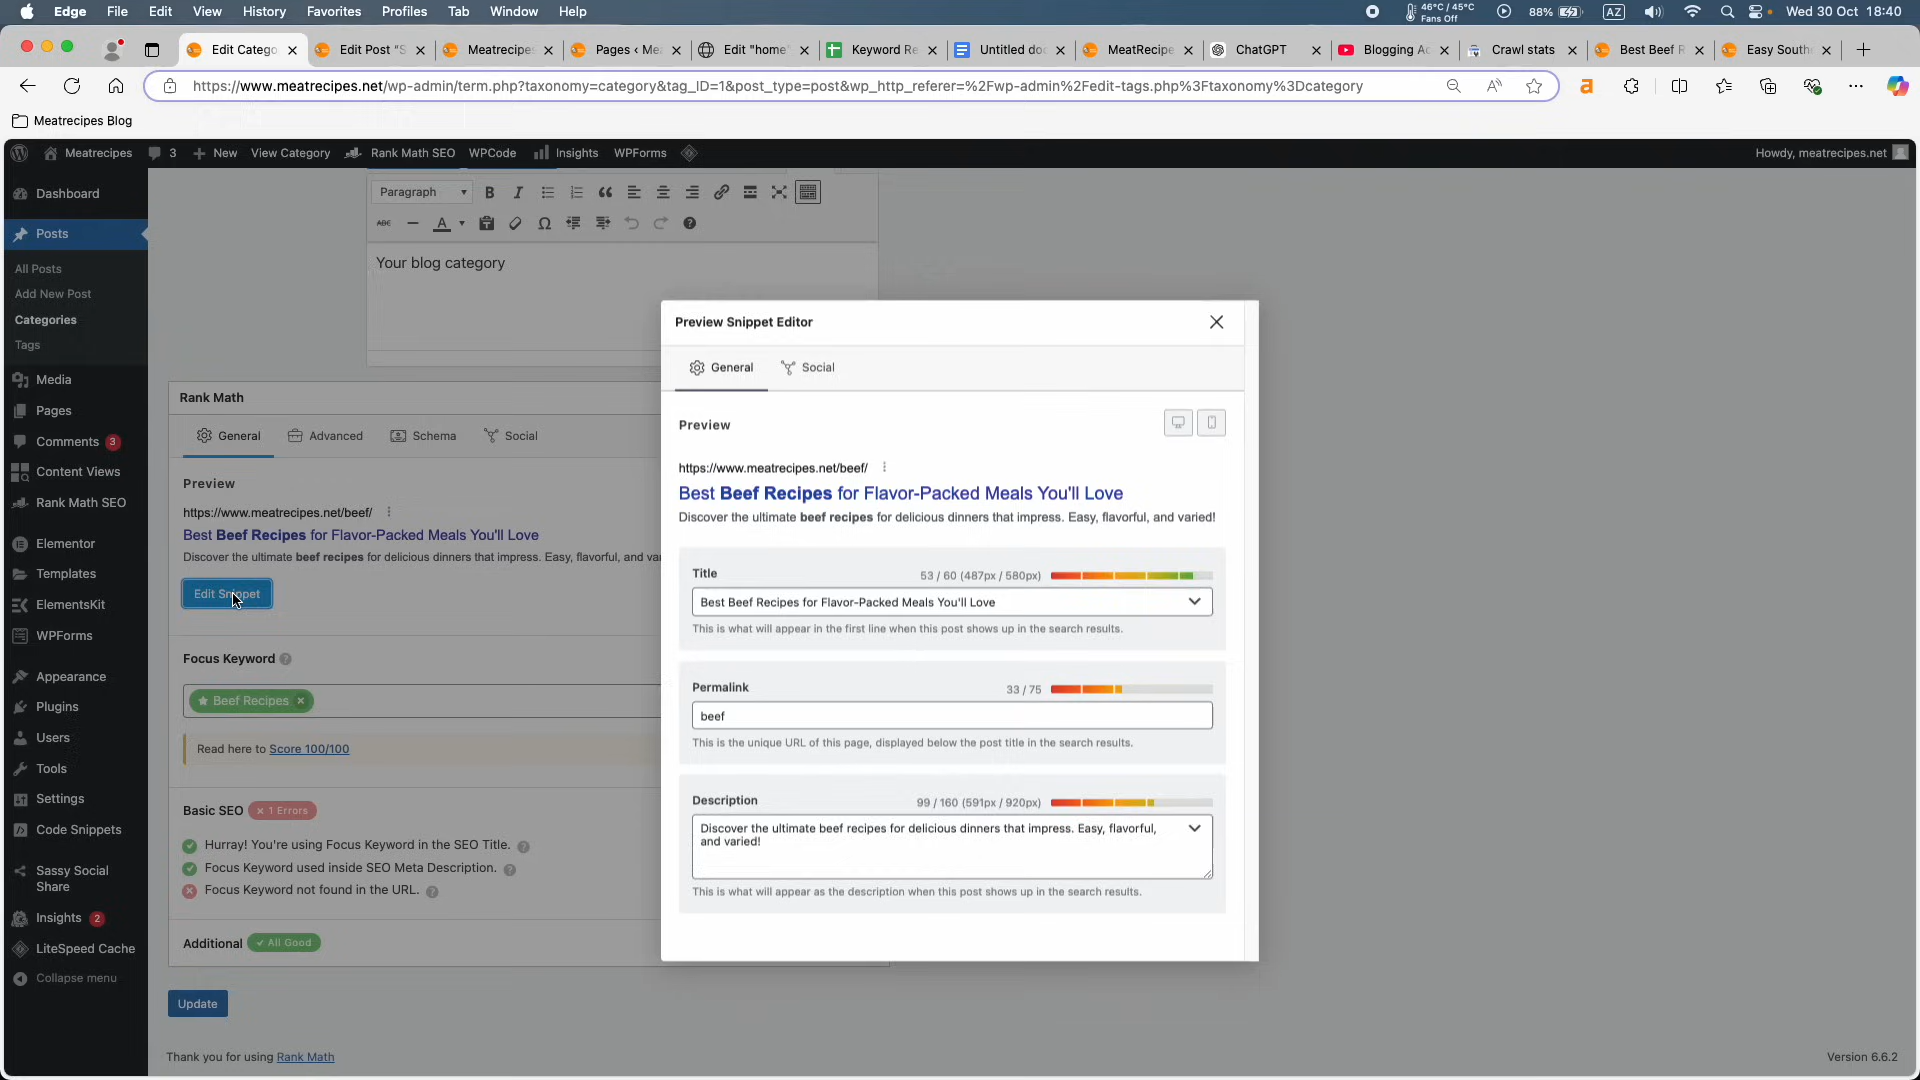 Edge File Edit View History Favorites Profiles Tab Window Help
46°C / 45°C
Fans Off
88% AZ Wed 30 Oct 18:40
Edit Catego Edit Post "S Meatrecipes Pages ‹ Me Edit "home" Keyword Re Untitled do MeatRecipe ChatGPT Blogging A Crawl stats Best Beef R Easy South
https://www.meatrecipes.net/wp-admin/term.php?taxonomy=category&tag_ID=1&post_type=post&wp_http_referer=%2Fwp-admin%2Fedit-tags.php%3Ftaxonomy%3Dcategory
Meatrecipes Blog
Meatrecipes 3 New View Category Rank Math SEO WPCode Insights WPForms
Howdy, meatrecipes.net
Dashboard
Posts
All Posts
Add New Post
Categories
Tags
Media
Pages
Comments 3
Content Views
Rank Math SEO
Elementor
Templates
ElementsKit
WPForms
Appearance
Plugins
Users
Tools
Settings
Code Snippets
Sassy Social
Share
Insights 2
LiteSpeed Cache
Collapse menu
Paragraph
Your blog category
Rank Math
General Advanced Schema Social
Preview
https://www.meatrecipes.net/beef/
Best Beef Recipes for Flavor-Packed Meals You'll Love
Discover the ultimate beef recipes for delicious dinners that impress. Easy, flavorful, and va
Edit Snippet
Focus Keyword
Beef Recipes
Read here to Score 100/100
Basic SEO × 1 Errors
Hurray! You're using Focus Keyword in the SEO Title.
Focus Keyword used inside SEO Meta Description.
Focus Keyword not found in the URL.
Additional All Good
Update
Thank you for using Rank Math
Version 6.6.2
Preview Snippet Editor
General Social
Preview
https://www.meatrecipes.net/beef/
Best Beef Recipes for Flavor-Packed Meals You'll Love
Discover the ultimate beef recipes for delicious dinners that impress. Easy, flavorful, and varied!
Title 53 / 60 (487px / 580px)
Best Beef Recipes for Flavor-Packed Meals You'll Love
This is what will appear in the first line when this post shows up in the search results.
Permalink 33 / 75
beef
This is the unique URL of this page, displayed below the post title in the search results.
Description 99 / 160 (591px / 920px)
Discover the ultimate beef recipes for delicious dinners that impress. Easy, flavorful,
and varied!
This is what will appear as the description when this post shows up in the search results.